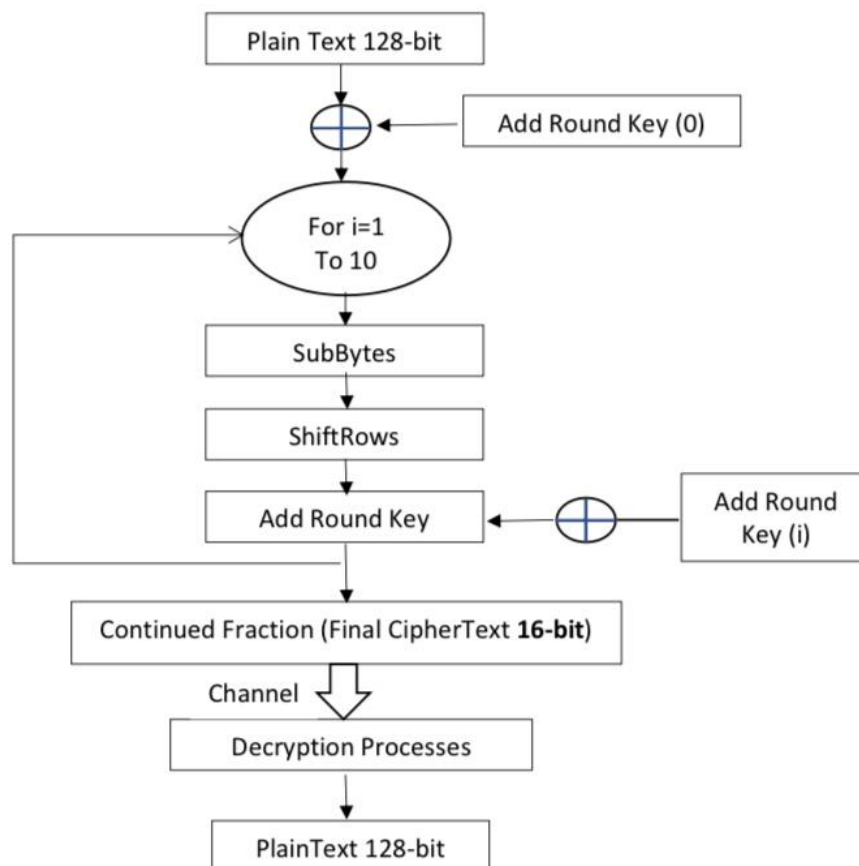 Plain Text 128-bit
Add Round Key (0)
For i=1
To 10
SubBytes
ShiftRows
Add Round Key
Add Round
Key (i)
Continued Fraction (Final CipherText 16-bit)
Channel
Decryption Processes
PlainText 128-bit